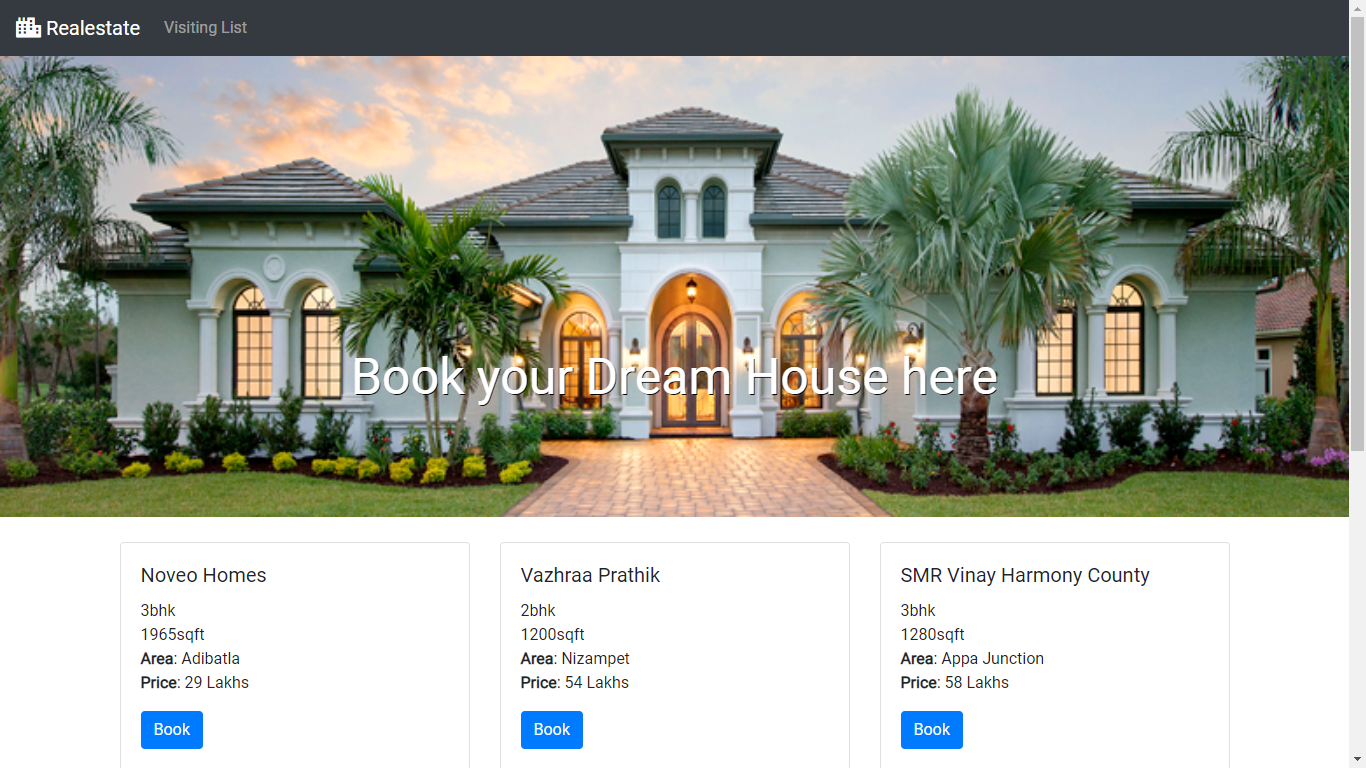 Realestate
Visiting List
Book your Dream House here
Noveo Homes
3bhk
1965sqft
Area: Adibatla
Price: 29 Lakhs
Book
Vazhraa Prathik
2bhk
1200sqft
Area: Nizampet
Price: 54 Lakhs
Book
SMR Vinay Harmony County
3bhk
1280sqft
Area: Appa Junction
Price: 58 Lakhs
Book